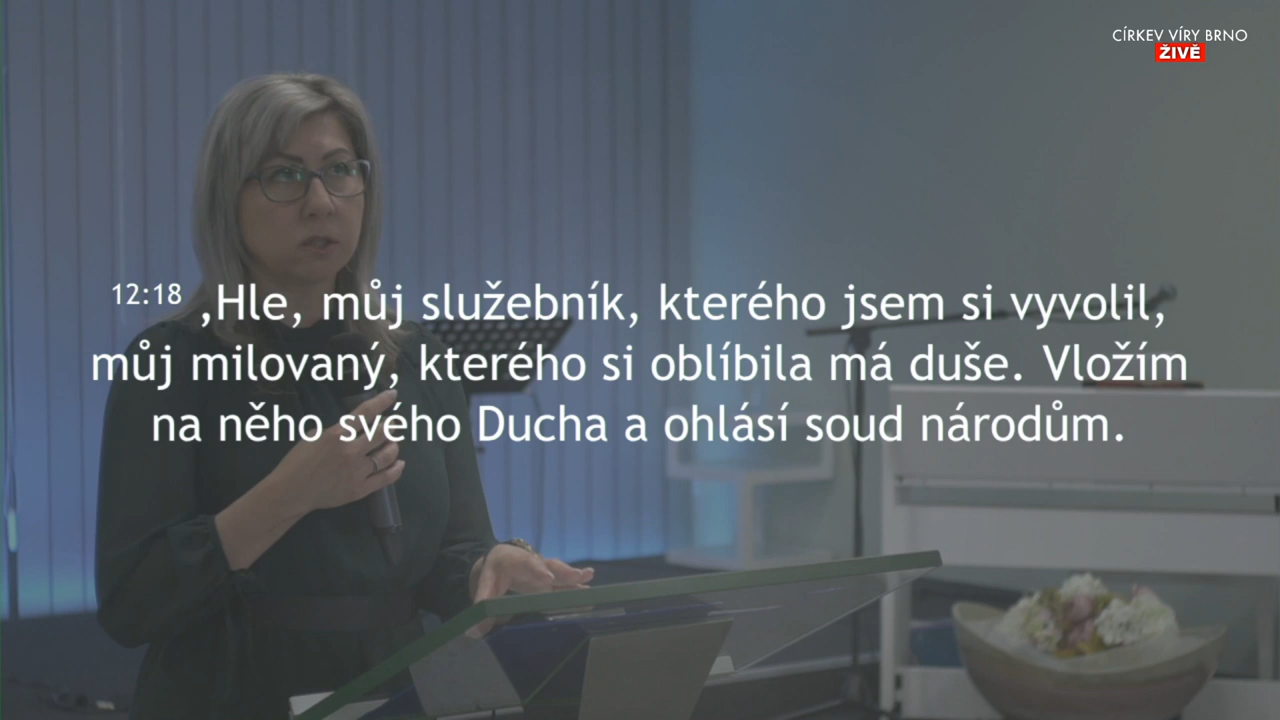 CÍRKEV VÍRY BRNO
ŽIVĚ
12:18 ‚Hle, můj služebník, kterého jsem si vyvolil,
můj milovaný, kterého si oblíbila má duše. Vložím
na něho svého Ducha a ohlásí soud národům.